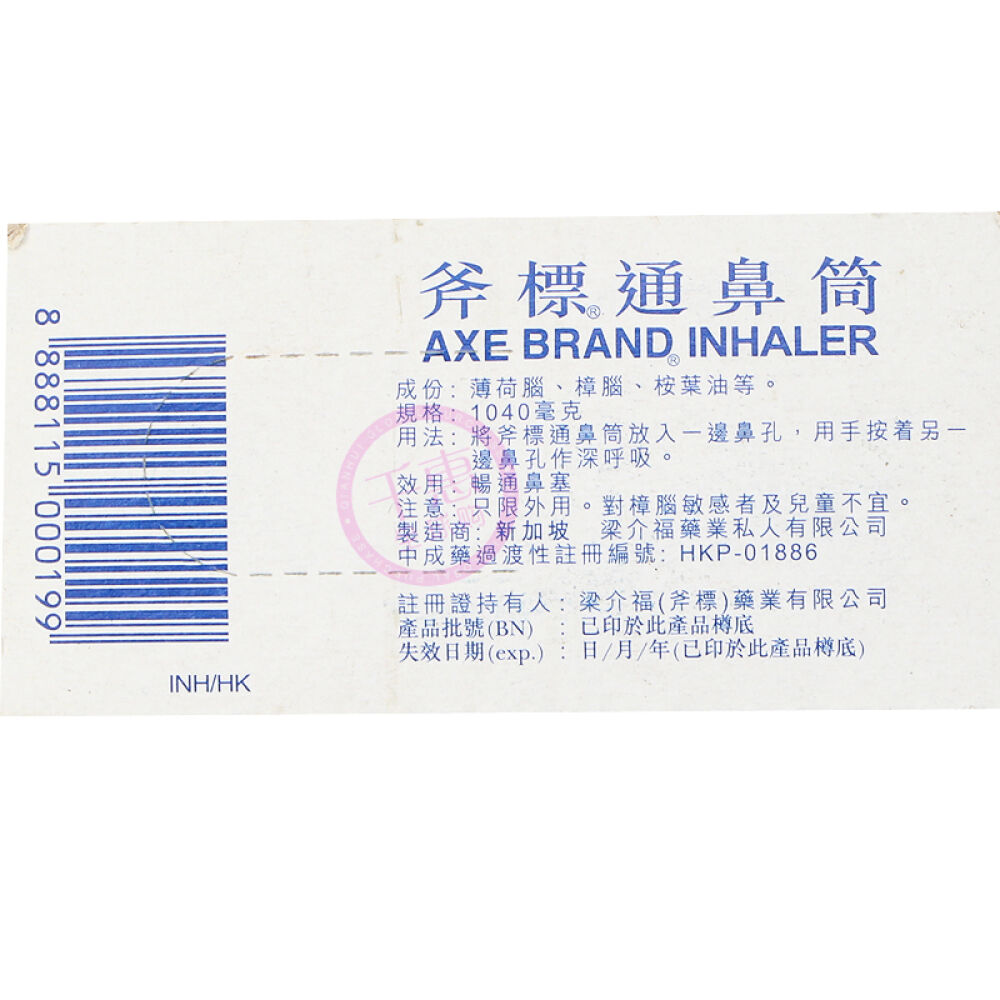 斧標®通鼻筒
AXE BRAND® INHALER
成份: 薄荷腦、樟腦、桉葉油等。
規格: 1040毫克
用法: 將斧標通鼻筒放入一邊鼻孔，用手按着另一
邊鼻孔作深呼吸。
效用: 暢通鼻塞
注意: 只限外用。對樟腦敏感者及兒童不宜。
製造商: 新加坡 梁介福藥業私人有限公司
中成藥過渡性註冊編號: HKP-01886
註冊證持有人: 梁介福(斧標)藥業有限公司
產品批號(BN) : 已印於此產品樽底
失效日期(exp.) : 日/月/年(已印於此產品樽底)
8 888115 000199
INH/HK
千惠